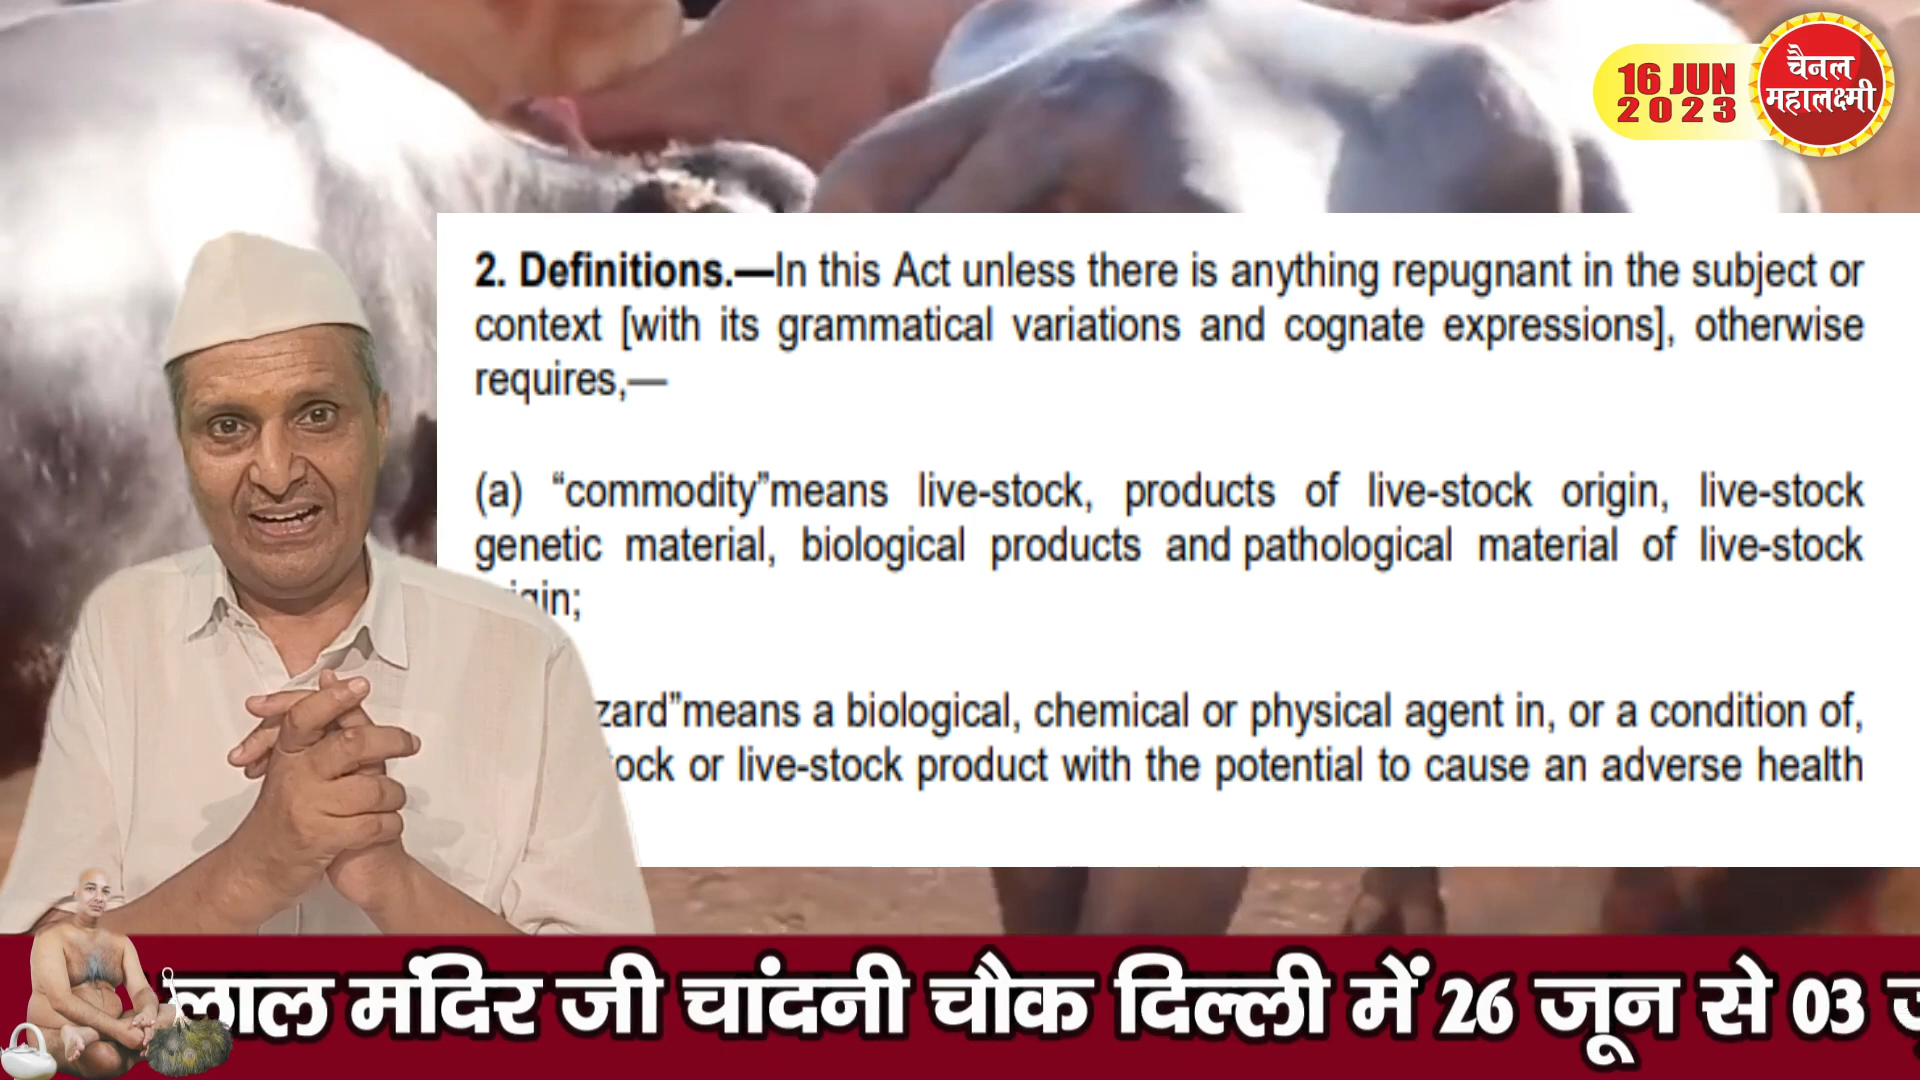 16 JUN
2023
चैनल
महालक्ष्मी
2. Definitions.—In this Act unless there is anything repugnant in the subject or
context [with its grammatical variations and cognate expressions], otherwise
requires,—
(a) “commodity”means live-stock, products of live-stock origin, live-stock
genetic material, biological products and pathological material of live-stock
means a biological, chemical or physical agent in, or a condition of,
or live-stock product with the potential to cause an adverse health
लाल मंदिर जी चांदनी चौक दिल्ली में 26 जून से 03